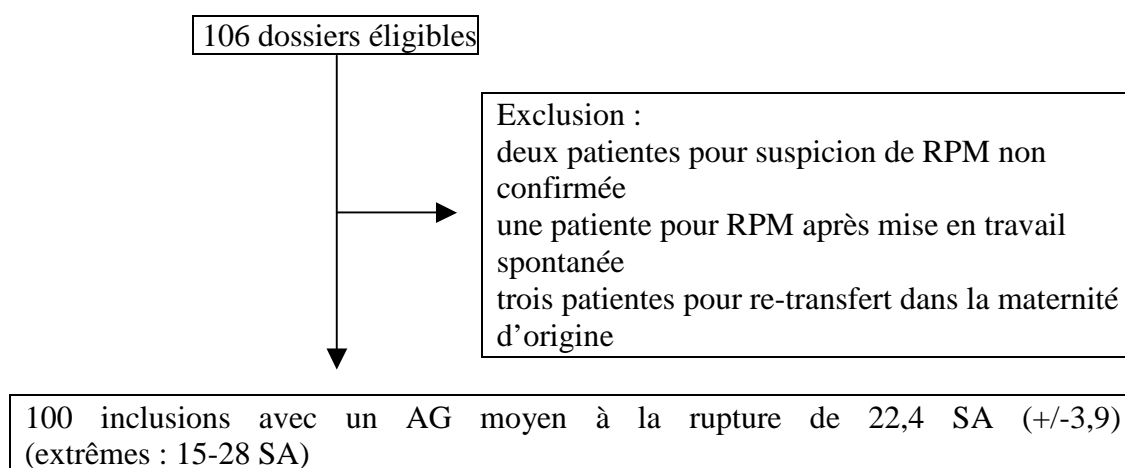 106 dossiers éligibles
Exclusion :
deux patientes pour suspicion de RPM non
confirmée
une patiente pour RPM après mise en travail
spontanée
trois patientes pour re-transfert dans la maternité
d’origine
100 inclusions avec un AG moyen à la rupture de 22,4 SA (+/-3,9)
(extrêmes : 15-28 SA)